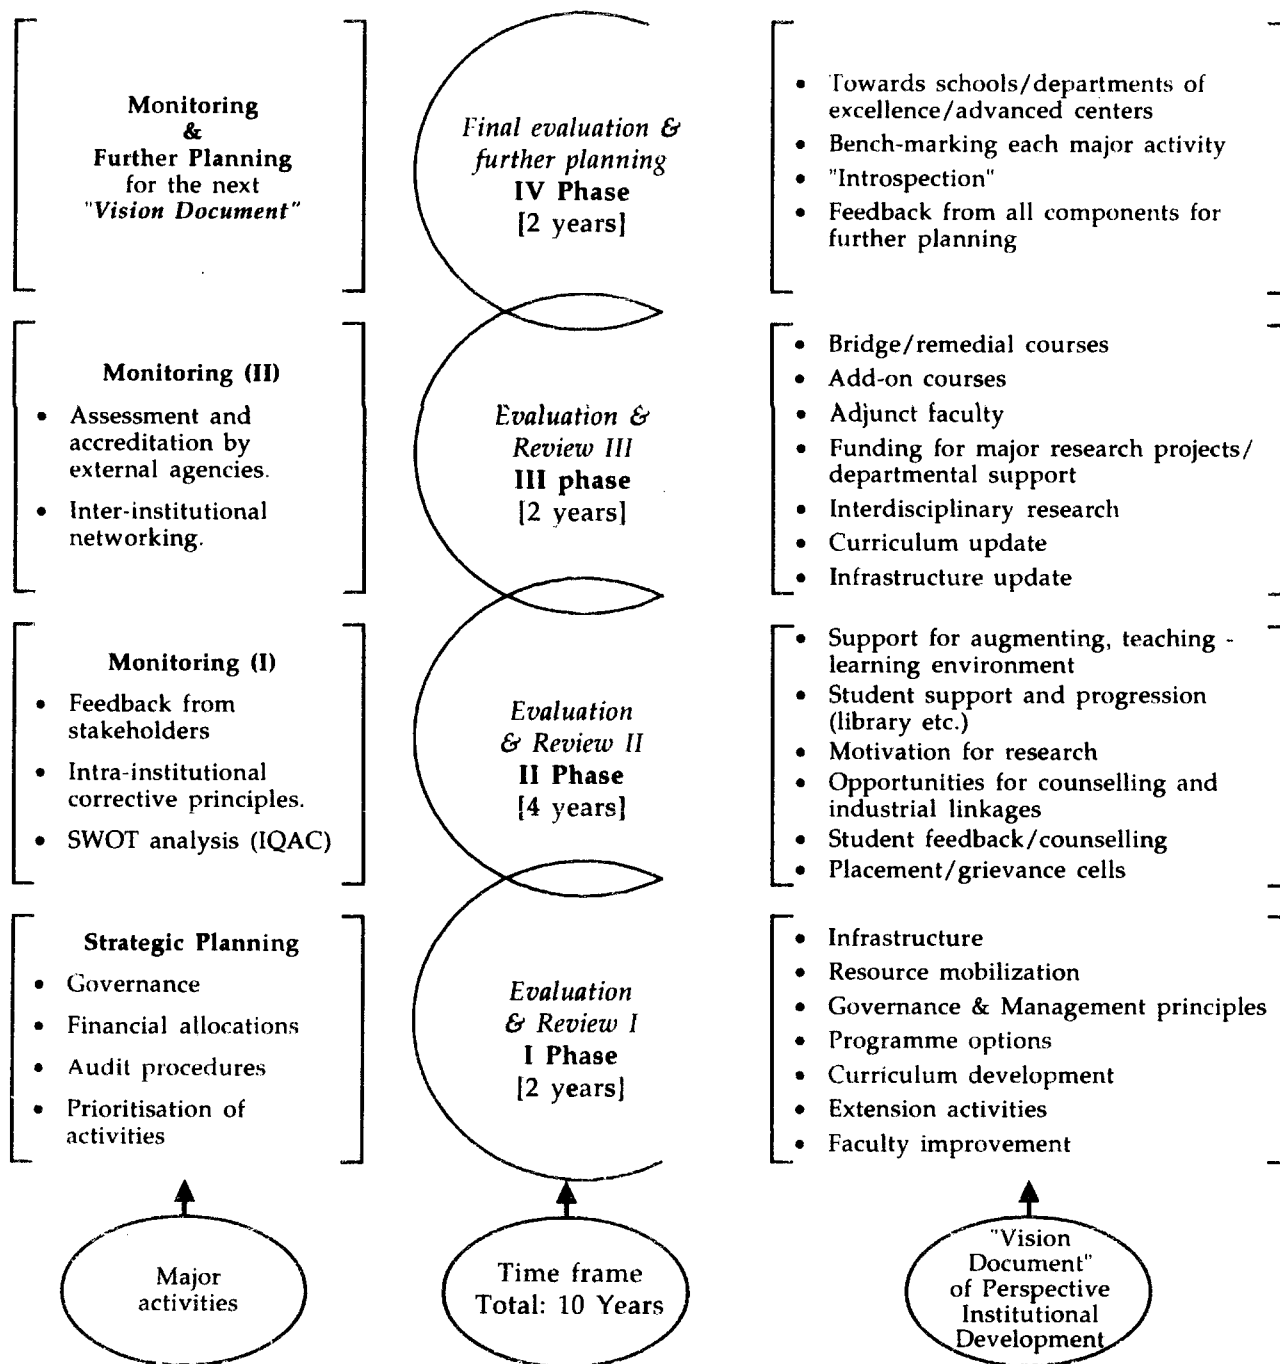 Monitoring
&
Further Planning
for the next
"Vision Document"
Final evaluation &
further planning
IV Phase
[2 years]
• Towards schools/departments of
excellence/advanced centers
• Bench-marking each major activity
• "Introspection"
• Feedback from all components for
further planning
Monitoring (II)
• Assessment and
accreditation by
external agencies.
• Inter-institutional
networking.
Evaluation &
Review III
III phase
[2 years]
• Bridge/remedial courses
• Add-on courses
• Adjunct faculty
• Funding for major research projects/
departmental support
• Interdisciplinary research
• Curriculum update
• Infrastructure update
Monitoring (I)
• Feedback from
stakeholders
• Intra-institutional
corrective principles.
• SWOT analysis (IQAC)
Evaluation
& Review II
II Phase
[4 years]
• Support for augmenting, teaching -
learning environment
• Student support and progression
(library etc.)
• Motivation for research
• Opportunities for counselling and
industrial linkages
• Student feedback/counselling
• Placement/grievance cells
Strategic Planning
• Governance
• Financial allocations
• Audit procedures
• Prioritisation of
activities
Evaluation
& Review I
I Phase
[2 years]
• Infrastructure
• Resource mobilization
• Governance & Management principles
• Programme options
• Curriculum development
• Extension activities
• Faculty improvement
Major
activities
Time frame
Total: 10 Years
"Vision
Document"
of Perspective
Institutional
Development